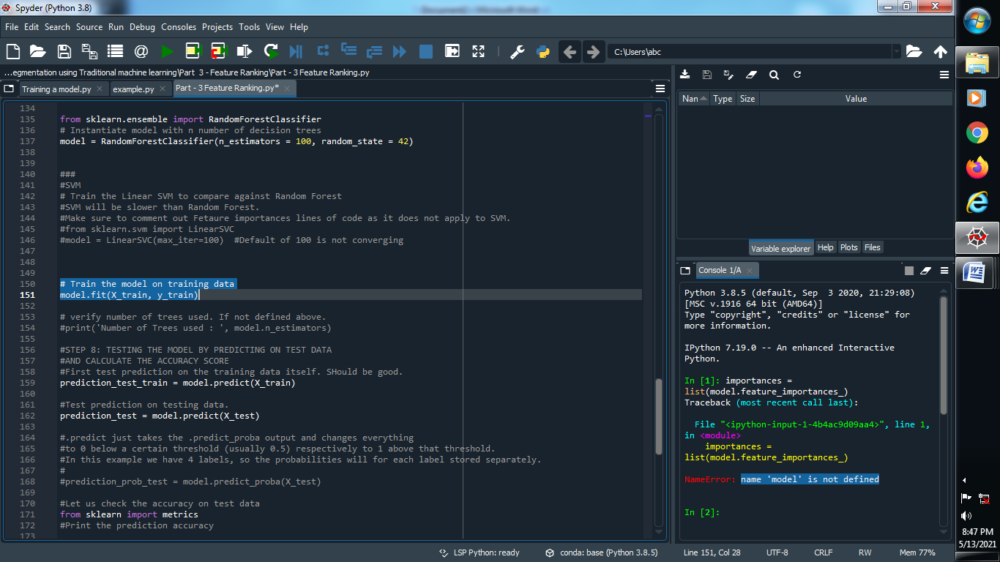 Spyder (Python 3.8)
File Edit Search Source Run Debug Consoles Projects Tools View Help
C:\Users\abc
...egmentation using Traditional machine learning\Part 3 - Feature Ranking\Part - 3 Feature Ranking.py
Training a model.py example.py Part - 3 Feature Ranking.py*
134
135 from sklearn.ensemble import RandomForestClassifier
136 # Instantiate model with n number of decision trees
137 model = RandomForestClassifier(n_estimators = 100, random_state = 42)
138
139
140 ###
141 #SVM
142 # Train the Linear SVM to compare against Random Forest
143 #SVM will be slower than Random Forest.
144 #Make sure to comment out Fetaure importances lines of code as it does not apply to SVM.
145 #from sklearn.svm import LinearSVC
146 #model = LinearSVC(max_iter=100)  #Default of 100 is not converging
147
148
149
150 # Train the model on training data
151 model.fit(X_train, y_train)
152
153 # verify number of trees used. If not defined above.
154 #print('Number of Trees used : ', model.n_estimators)
155
156 #STEP 8: TESTING THE MODEL BY PREDICTING ON TEST DATA
157 #AND CALCULATE THE ACCURACY SCORE
158 #First test prediction on the training data itself. SHould be good.
159 prediction_test_train = model.predict(X_train)
160
161 #Test prediction on testing data.
162 prediction_test = model.predict(X_test)
163
164 #.predict just takes the .predict_proba output and changes everything
165 #to 0 below a certain threshold (usually 0.5) respectively to 1 above that threshold.
166 #In this example we have 4 labels, so the probabilities will for each label stored separately.
167 #
168 #prediction_prob_test = model.predict_proba(X_test)
169
170 #Let us check the accuracy on test data
171 from sklearn import metrics
172 #Print the prediction accuracy
173
Nan Type Size Value
Variable explorer Help Plots Files
Console 1/A
Python 3.8.5 (default, Sep  3 2020, 21:29:08)
[MSC v.1916 64 bit (AMD64)]
Type "copyright", "credits" or "license" for
more information.
IPython 7.19.0 -- An enhanced Interactive
Python.
In [1]: importances =
list(model.feature_importances_)
Traceback (most recent call last):
File "<ipython-input-1-4b4ac9d09aa4>", line 1,
in <module>
importances =
list(model.feature_importances_)
NameError: name 'model' is not defined
In [2]:
LSP Python: ready conda: base (Python 3.8.5) Line 151, Col 28 UTF-8 CRLF RW Mem 77%
8:47 PM
5/13/2021